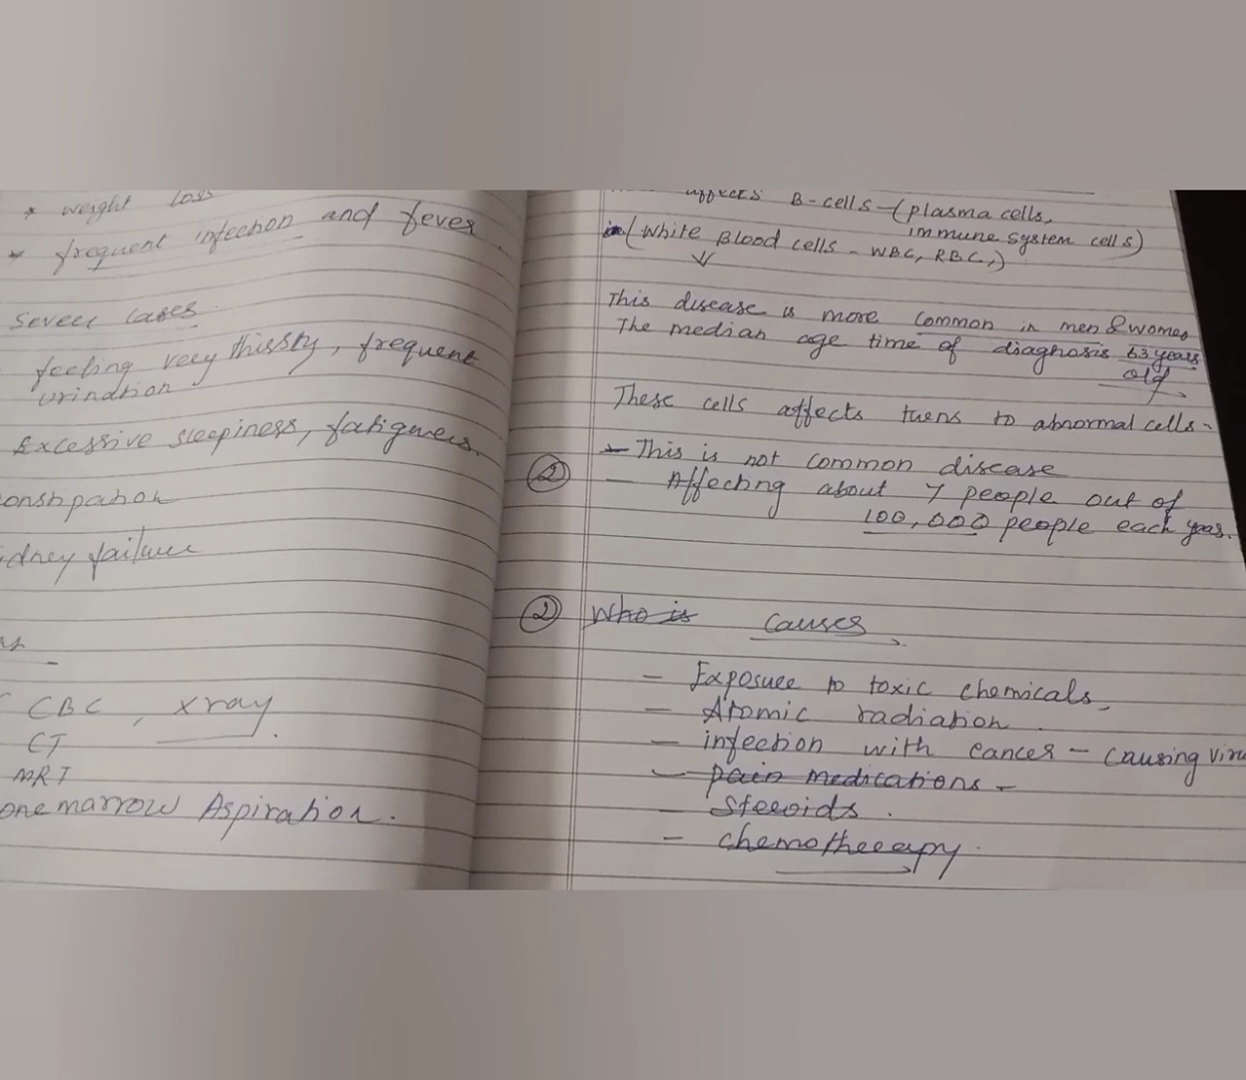 * weight loss
* frequent infection and fever.
Seveer cases.
feeling very thirsty, frequent
urination
Excessive sleepiness, fatigue
onstipation
idney failure
CBC, xray.
CT
MRI
one marrow Aspiration.
affects B-cells - (plasma cells,
immune system cells)
(White Blood cells - WBC, RBC,)
This disease is more common in men & women
The median age time of diagnosis 63 years
old
These cells affects turns to abnormal cells.
- This is not common disease
② - Affecting about 7 people out of
100,000 people each year.
② Who is causes.
- Exposure to toxic chemicals,
- Atomic radiation.
- infection with cancer - causing viru
- pain medications -
- Steroids.
- chemotherapy.